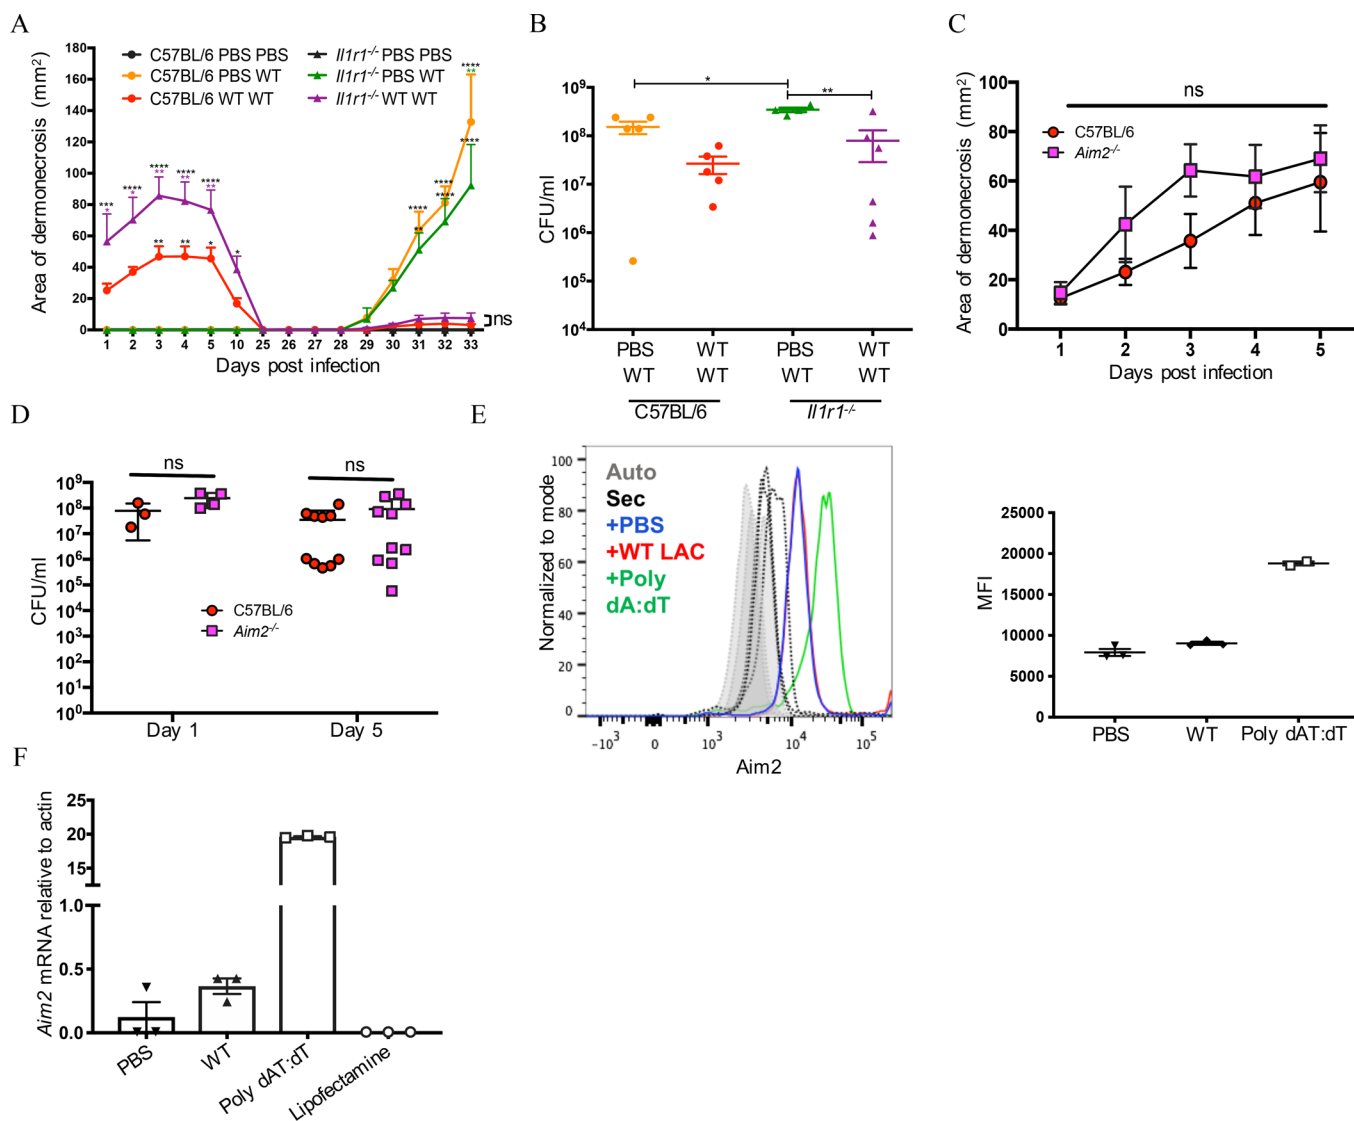 A
Area of dermonecrosis (mm²)
180
160
140
120
100
80
60
40
20
0
C57BL/6 PBS PBS
C57BL/6 PBS WT
C57BL/6 WT WT
Il1r1-/- PBS PBS
Il1r1-/- PBS WT
Il1r1-/- WT WT
***
*
****
*
****
**
****
**
****
**
**
**
*
*
****
**
****
****
****
**
****
ns
1 2 3 4 5 10 25 26 27 28 29 30 31 32 33
Days post infection
B
CFU/ml
10⁹
10⁸
10⁷
10⁶
10⁵
10⁴
*
**
PBS WT PBS WT
WT WT WT WT
C57BL/6 Il1r1-/-
C
Area of dermonecrosis (mm²)
100
80
60
40
20
0
ns
C57BL/6
Aim2-/-
1 2 3 4 5
Days post infection
D
CFU/ml
10⁹
10⁸
10⁷
10⁶
10⁵
10⁴
10³
10²
10¹
10⁰
ns ns
C57BL/6
Aim2-/-
Day 1 Day 5
E
Normalized to mode
100
80
60
40
20
0
Auto
Sec
+PBS
+WT LAC
+Poly
dA:dT
-10³ 0 10³ 10⁴ 10⁵
Aim2
MFI
25000
20000
15000
10000
5000
0
PBS WT Poly dAT:dT
F
Aim2 mRNA relative to actin
25
20
15
1.0
0.5
0.0
PBS
WT
Poly dAT:dT
Lipofectamine